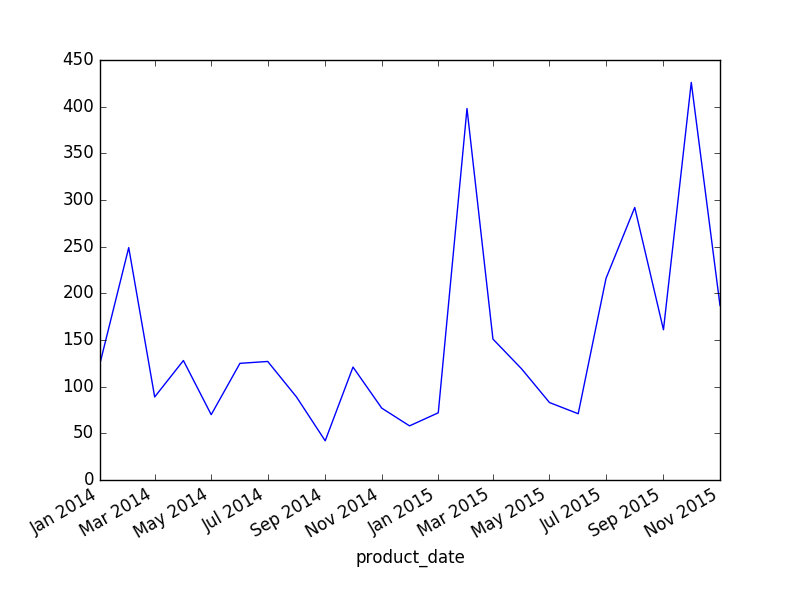 450
400
350
300
250
200
150
100
50
0
Jan 2014
Mar 2014
May 2014
Jul 2014
Sep 2014
Nov 2014
Jan 2015
Mar 2015
May 2015
Jul 2015
Sep 2015
Nov 2015
product_date